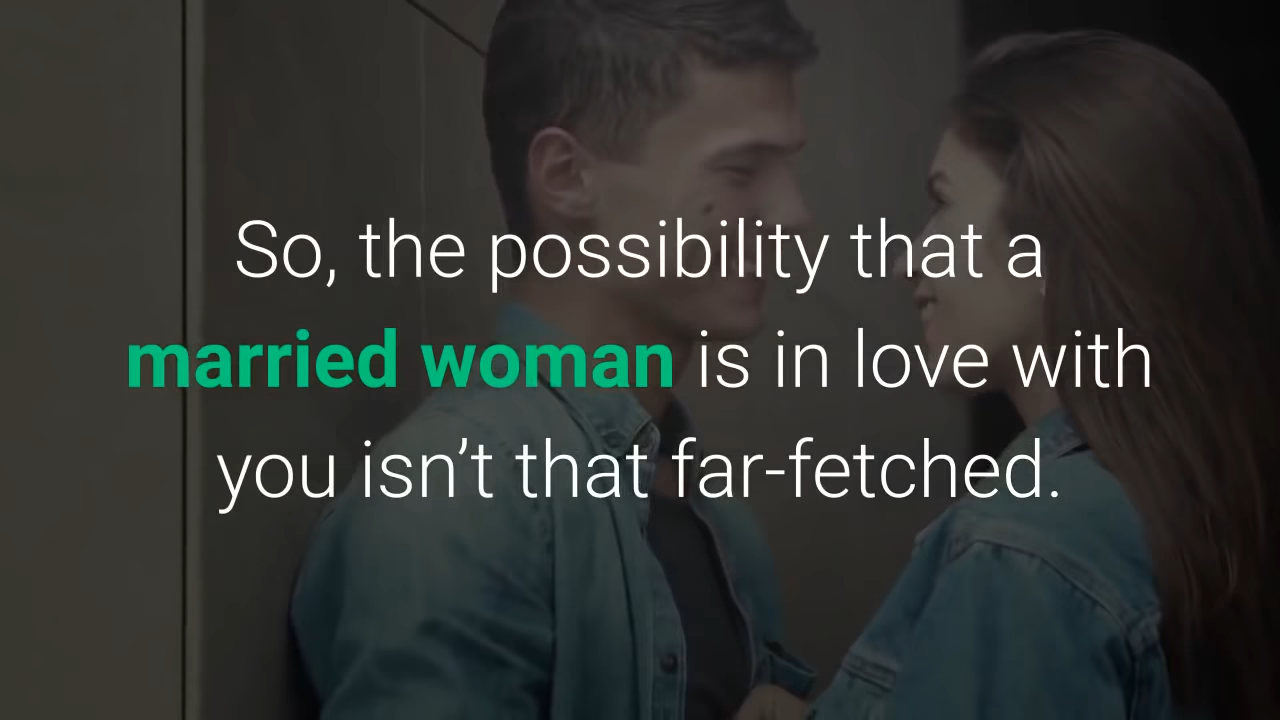 So, the possibility that a
married woman is in love with
you isn’t that far-fetched.